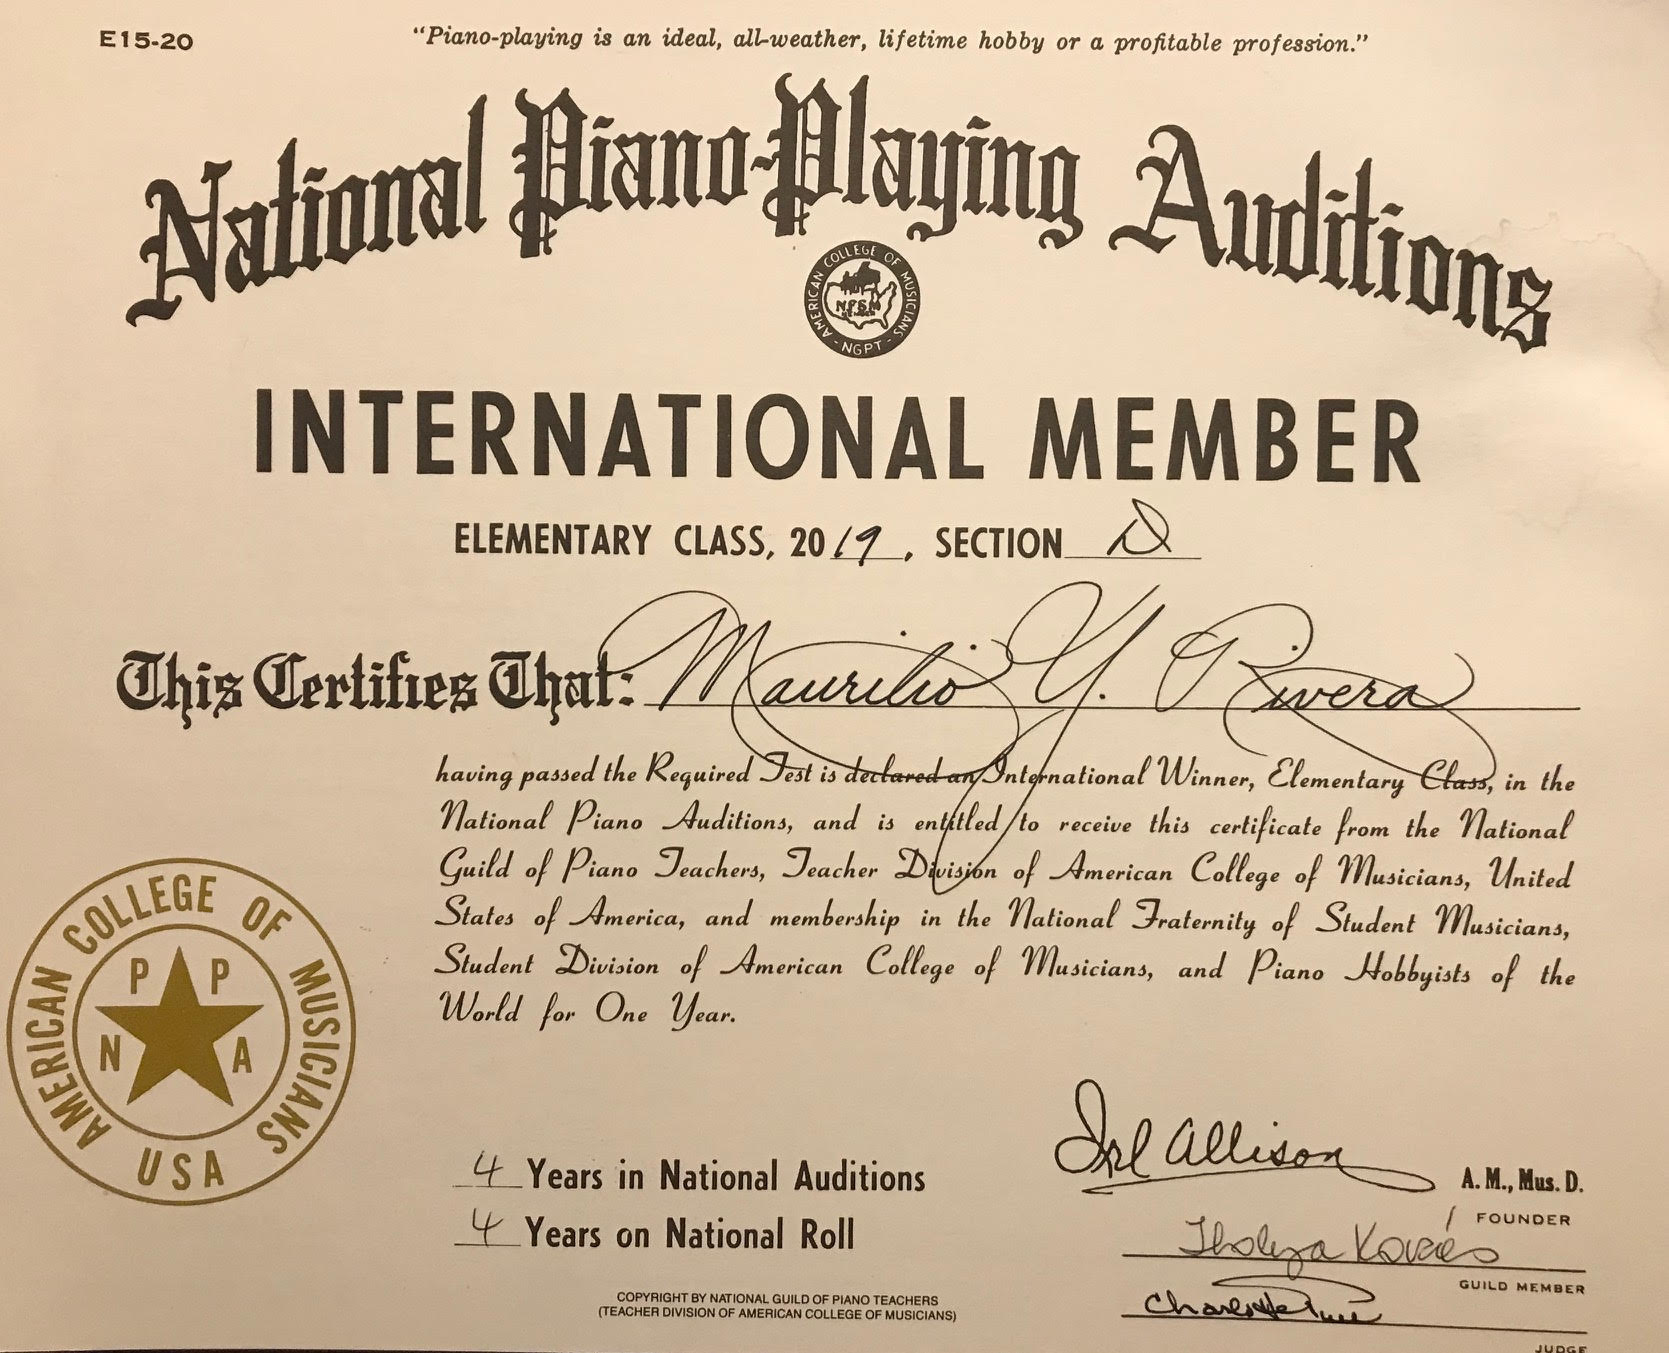 E15-20
"Piano-playing is an ideal, all-weather, lifetime hobby or a profitable profession."
National Piano-Playing Auditions
AMERICAN COLLEGE OF MUSICIANS - NGPT -
INTERNATIONAL MEMBER
ELEMENTARY CLASS, 2019, SECTION D
This Certifies That: Maurilio Y. Rivera
having passed the Required Test is declared an International Winner, Elementary Class, in the
National Piano Auditions, and is entitled to receive this certificate from the National
Guild of Piano Teachers, Teacher Division of American College of Musicians, United
States of America, and membership in the National Fraternity of Student Musicians,
Student Division of American College of Musicians, and Piano Hobbyists of the
World for One Year.
AMERICAN COLLEGE OF MUSICIANS
P P
N A
USA
Irl Allison
A. M., Mus. D.
FOUNDER
4 Years in National Auditions
4 Years on National Roll
GUILD MEMBER
JUDGE
COPYRIGHT BY NATIONAL GUILD OF PIANO TEACHERS
(TEACHER DIVISION OF AMERICAN COLLEGE OF MUSICIANS)